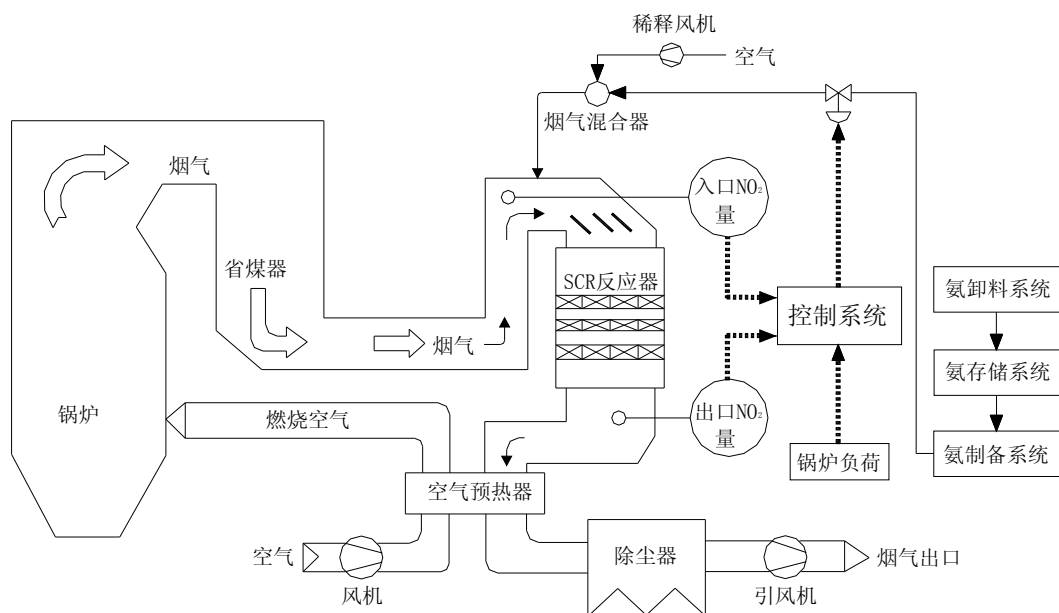 稀释风机
空气
烟气混合器
烟气
入口NO₂
量
省煤器
SCR反应器
氨卸料系统
控制系统
烟气
氨存储系统
锅炉
燃烧空气
出口NO₂
量
氨制备系统
锅炉负荷
空气预热器
空气
除尘器
烟气出口
风机
引风机